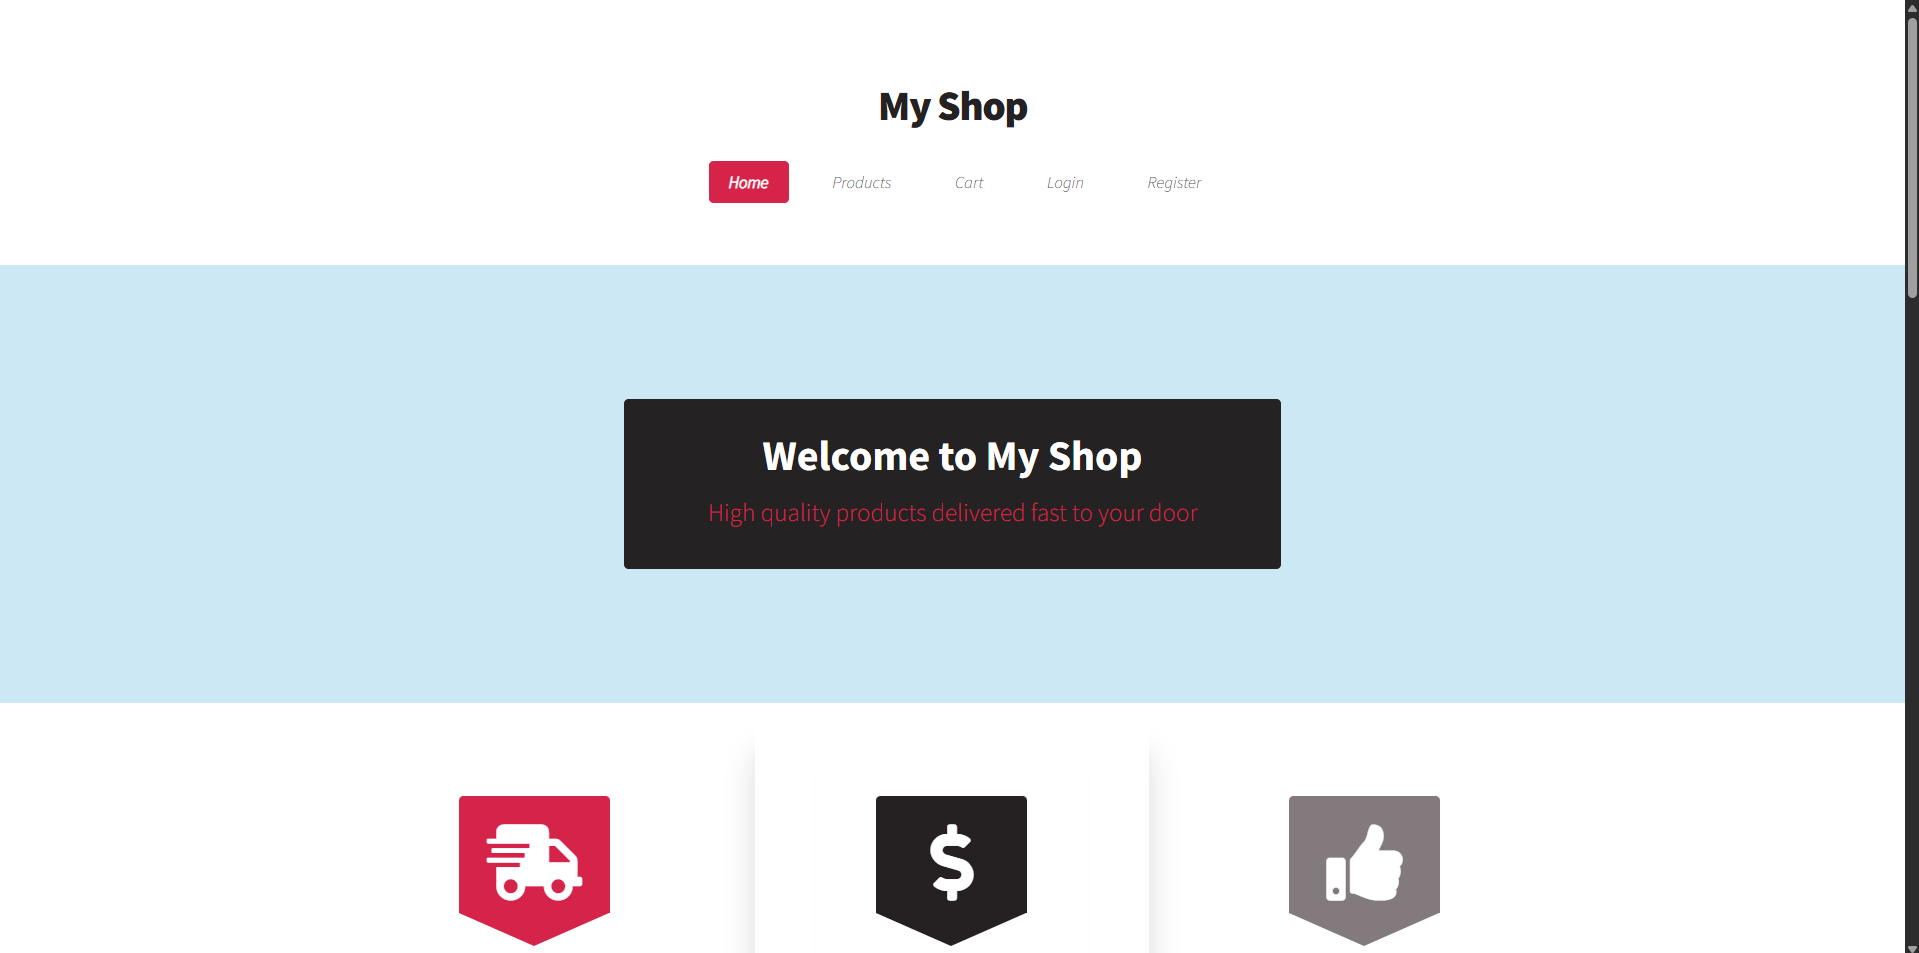 My Shop
Home Products Cart Login Register
Welcome to My Shop
High quality products delivered fast to your door
$